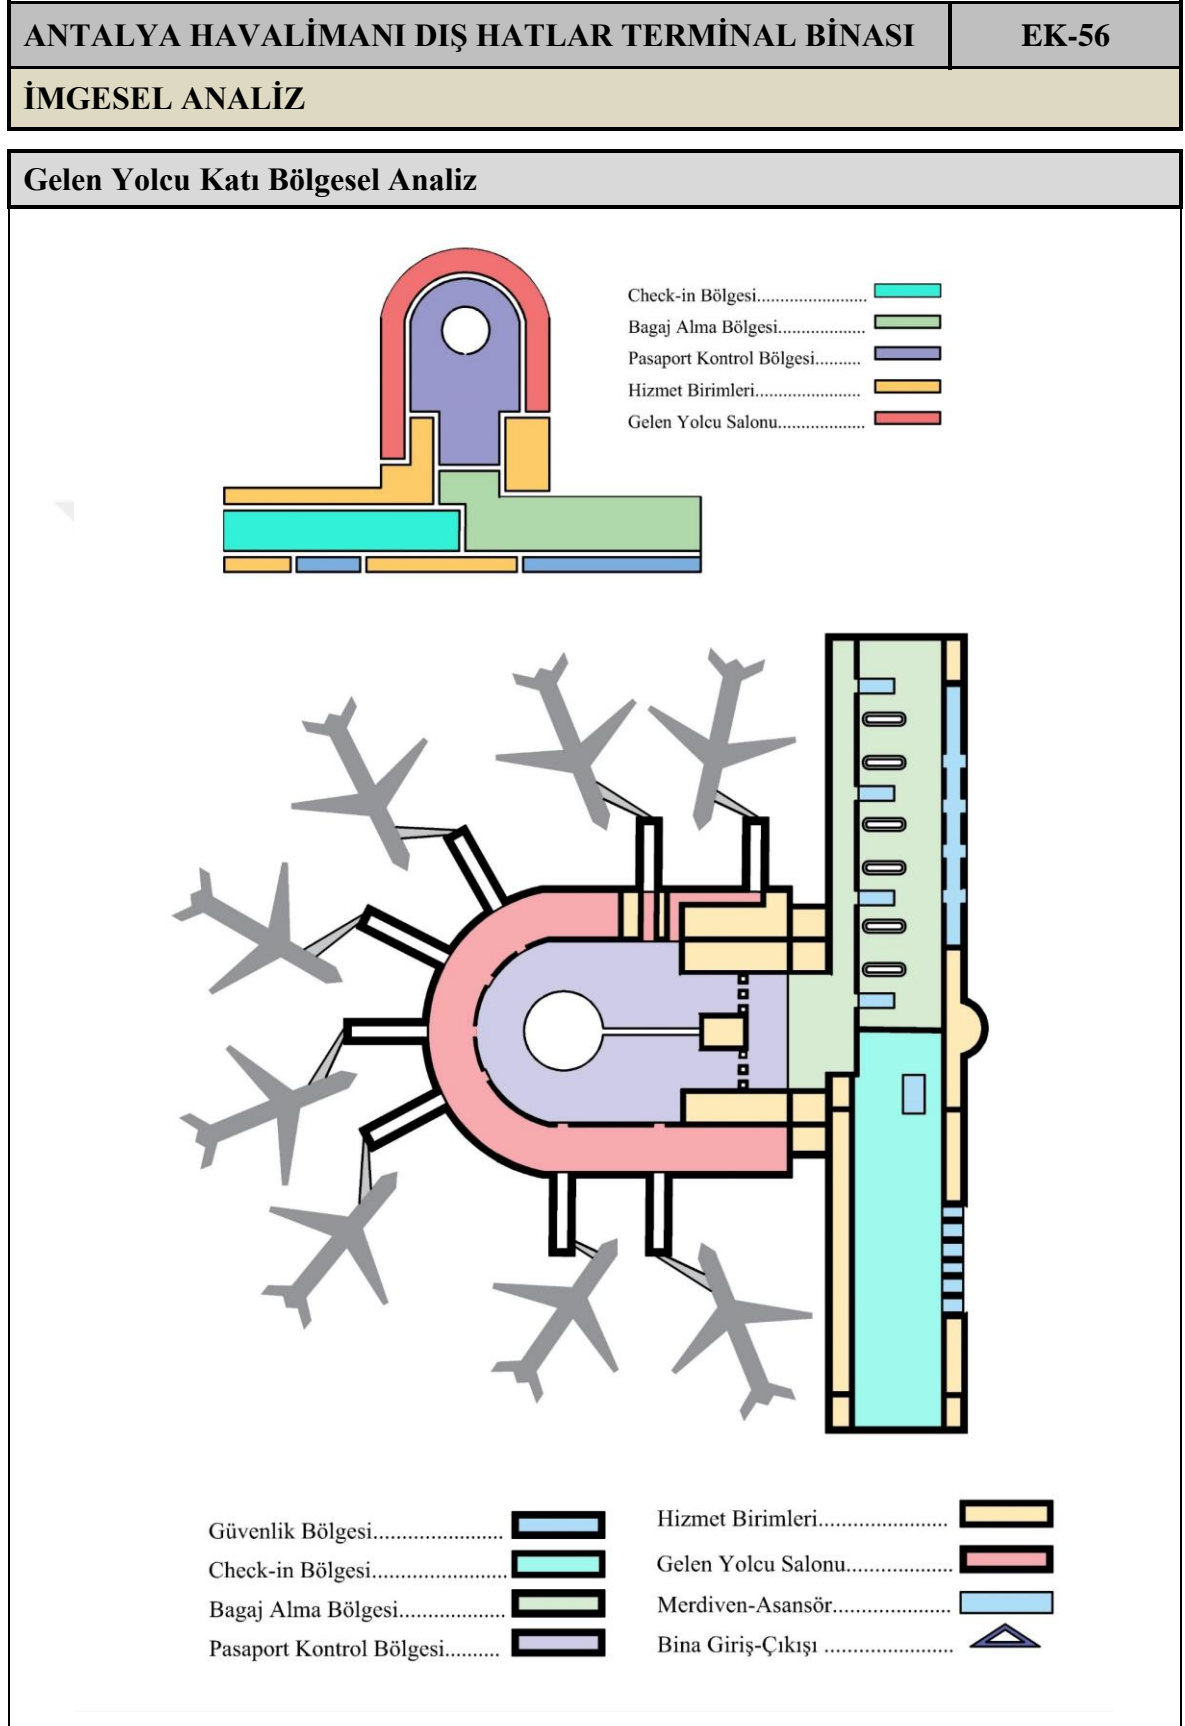 ANTALYA HAVALİMANI DIŞ HATLAR TERMİNAL BİNASI EK-56
İMGESEL ANALİZ
Gelen Yolcu Katı Bölgesel Analiz
Check-in Bölgesi........................
Bagaj Alma Bölgesi...................
Pasaport Kontrol Bölgesi..........
Hizmet Birimleri.......................
Gelen Yolcu Salonu...................
Güvenlik Bölgesi.......................
Check-in Bölgesi........................
Bagaj Alma Bölgesi...................
Pasaport Kontrol Bölgesi..........
Hizmet Birimleri.......................
Gelen Yolcu Salonu...................
Merdiven-Asansör.....................
Bina Giriş-Çıkışı .......................